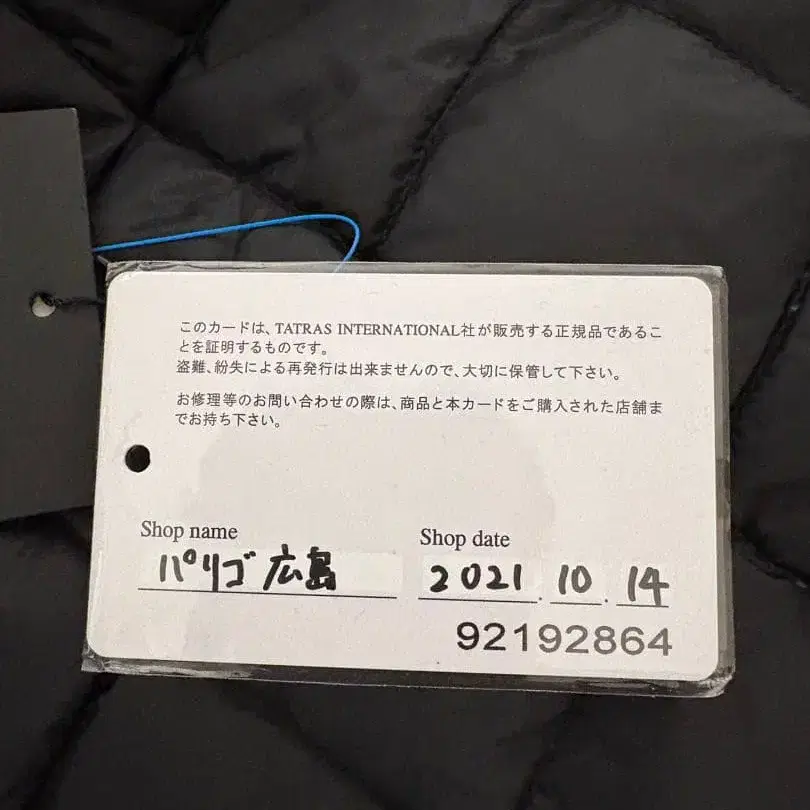 このカードは、TATRAS INTERNATIONAL社が販売する正規品であるこ
とを証明するものです。
盗難、紛失による再発行は出来ませんので、大切に保管して下さい。
お修理等のお問い合わせの際は、商品と本カードをご購入された店舗ま
でお持ち下さい。
Shop name
パリゴ 広島
Shop date
2021.10.14
92192864